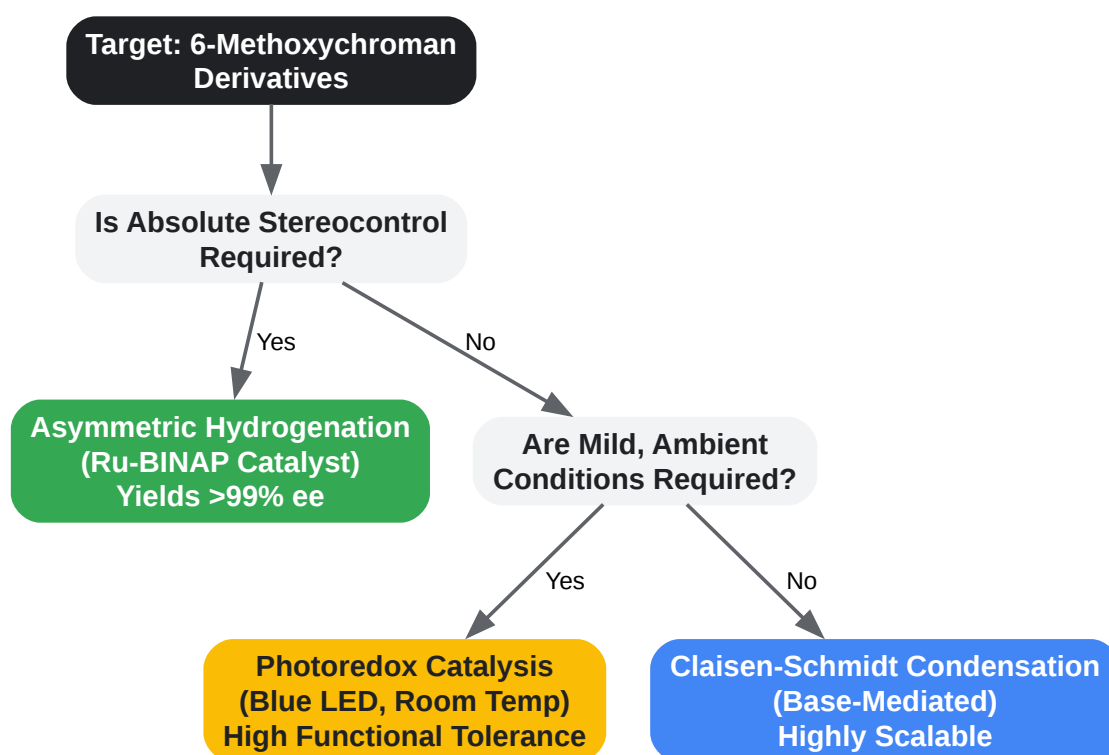 Target: 6-Methoxychroman
Derivatives
Is Absolute Stereocontrol
Required?
Yes
No
Asymmetric Hydrogenation
(Ru-BINAP Catalyst)
Yields >99% ee
Are Mild, Ambient
Conditions Required?
Yes
No
Photoredox Catalysis
(Blue LED, Room Temp)
High Functional Tolerance
Claisen-Schmidt Condensation
(Base-Mediated)
Highly Scalable